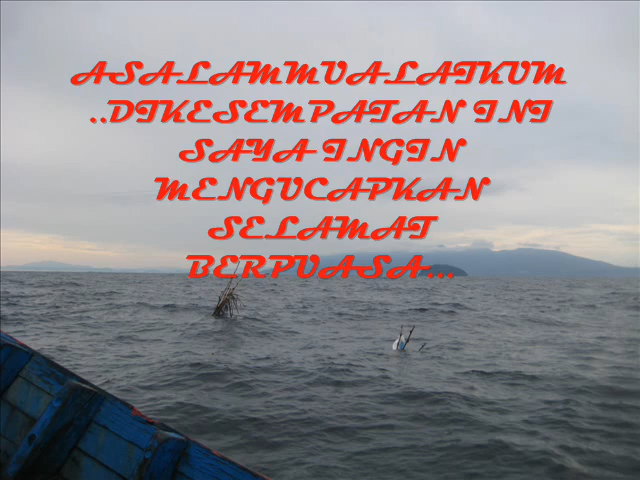 ASALAMMUALAIKUM
..DIKESEMPATAN INI
SAYA INGIN
MENGUCAPKAN
SELAMAT
BERPUASA...